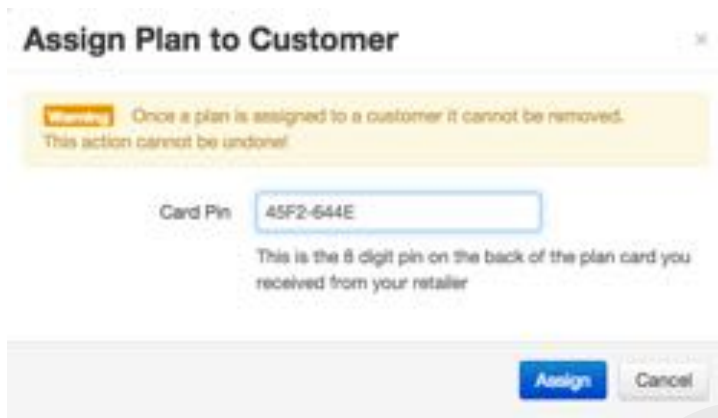 Assign Plan to Customer
×
Warning Once a plan is assigned to a customer it cannot be removed.
This action cannot be undone!
Card Pin 45F2-644E
This is the 8 digit pin on the back of the plan card you
received from your retailer
Assign Cancel